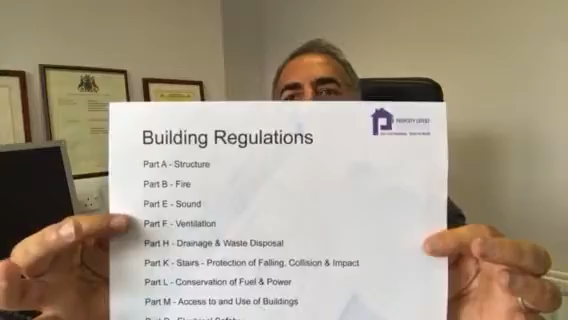 Building Regulations
Part A - Structure
Part B - Fire
Part E - Sound
Part F - Ventilation
Part H - Drainage & Waste Disposal
Part K - Stairs - Protection of Falling, Collision & Impact
Part L - Conservation of Fuel & Power
Part M - Access to and Use of Buildings